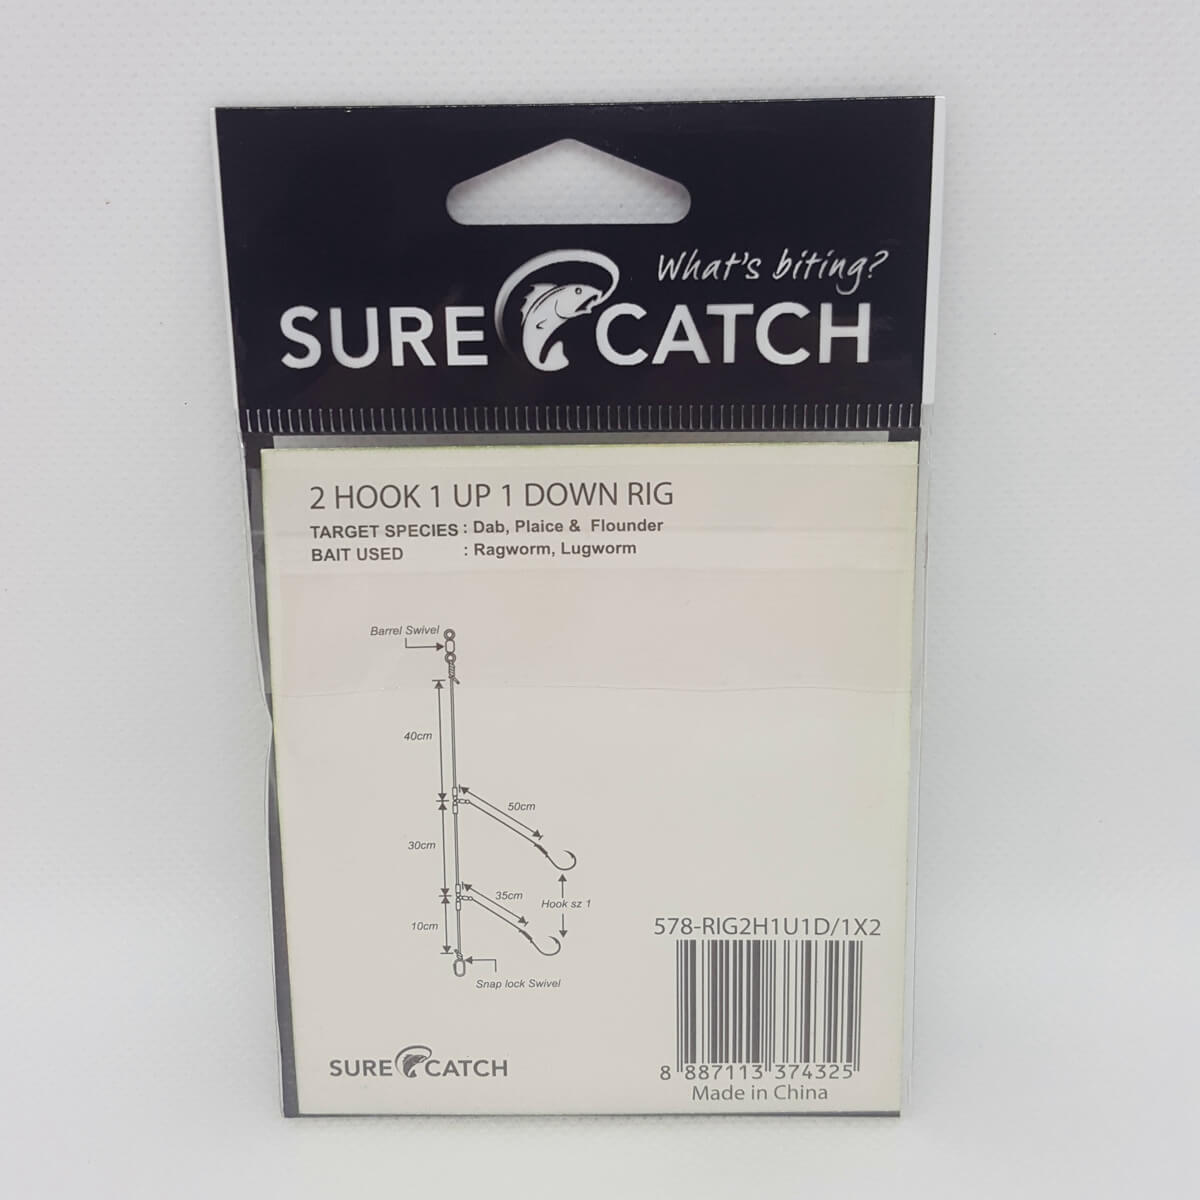 What's biting?
SURE CATCH
2 HOOK 1 UP 1 DOWN RIG
TARGET SPECIES : Dab, Plaice & Flounder
BAIT USED : Ragworm, Lugworm
Barrel Swivel
40cm
50cm
30cm
35cm
Hook sz 1
10cm
Snap lock Swivel
578-RIG2H1U1D/1X2
8 887113 374325
Made in China
SURE CATCH